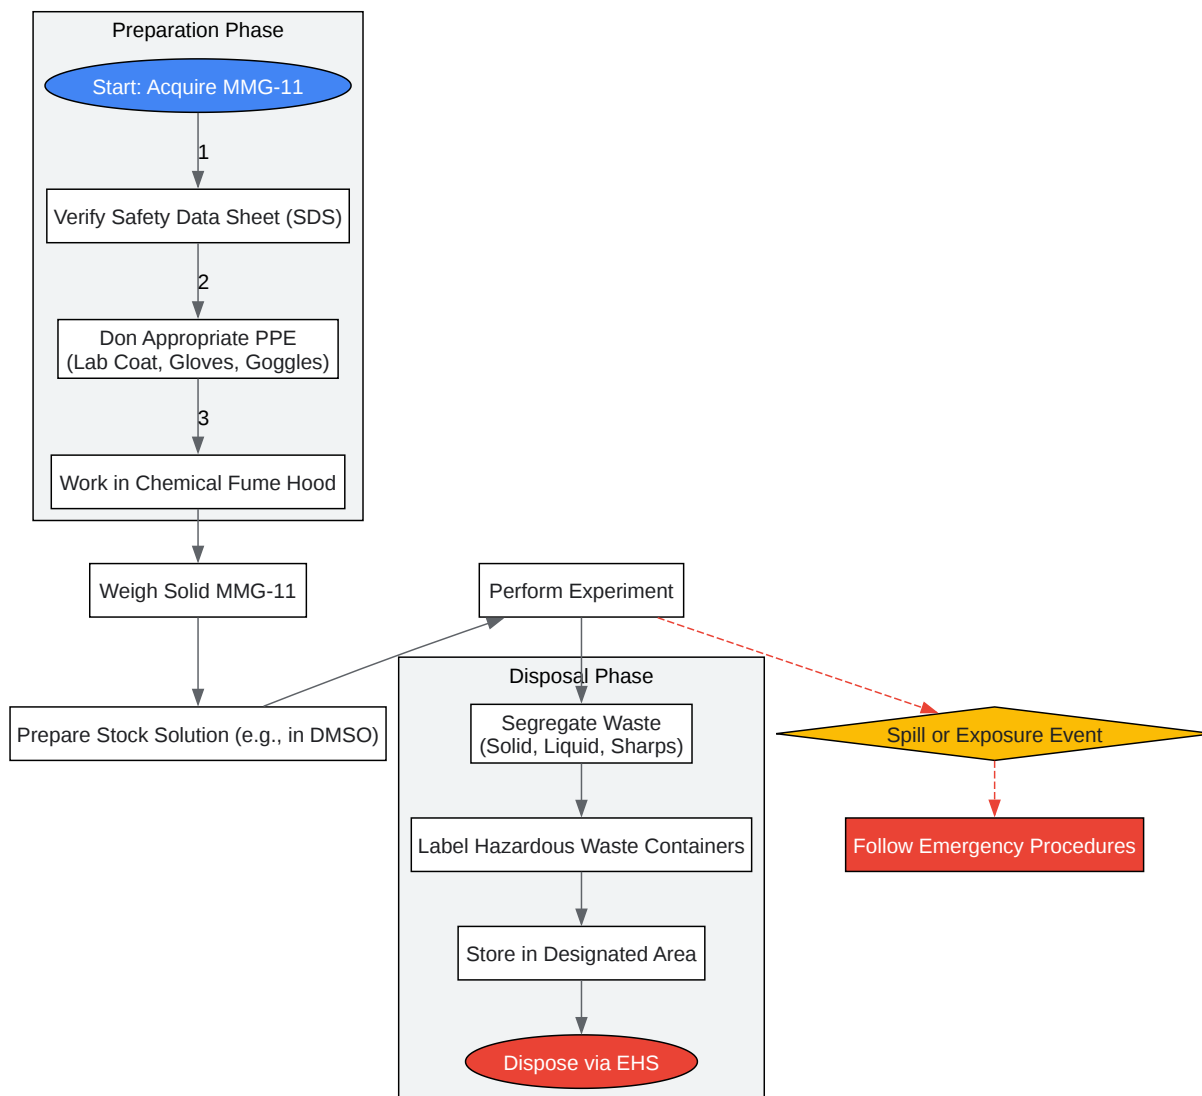 Preparation Phase
Start: Acquire MMG-11
1
Verify Safety Data Sheet (SDS)
2
Don Appropriate PPE
(Lab Coat, Gloves, Goggles)
3
Work in Chemical Fume Hood
Weigh Solid MMG-11
Prepare Stock Solution (e.g., in DMSO)
Perform Experiment
Disposal Phase
Segregate Waste
(Solid, Liquid, Sharps)
Label Hazardous Waste Containers
Store in Designated Area
Dispose via EHS
Spill or Exposure Event
Follow Emergency Procedures